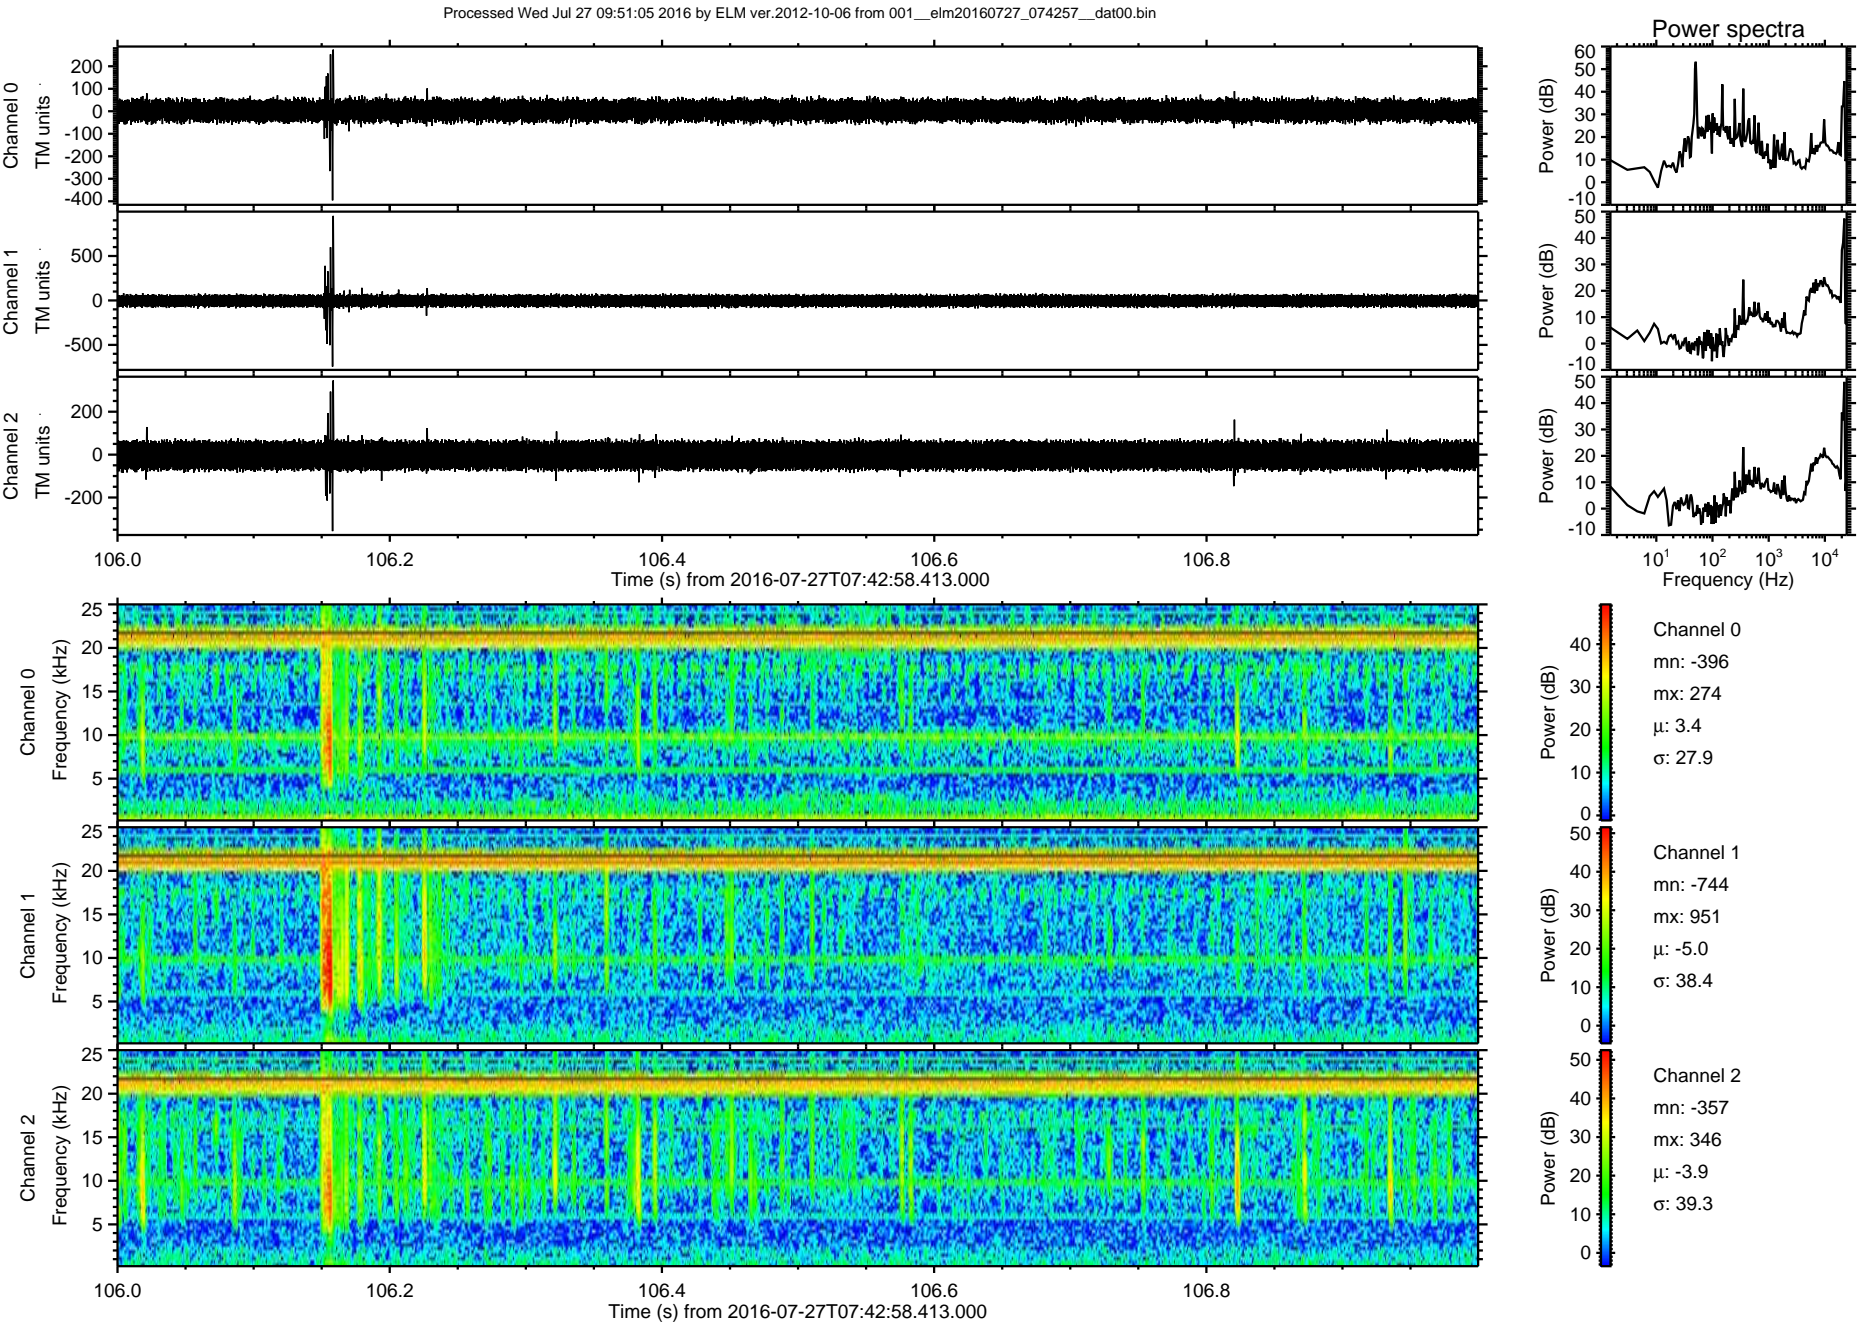 Processed Wed Jul 27 09:51:05 2016 by ELM ver.2012-10-06 from 001__elm20160727_074257__dat00.bin
Power spectra
Channel 0
TM units
200
100
0
-100
-200
-300
-400
Power (dB)
60
50
40
30
20
10
0
-10
Channel 1
TM units
500
0
-500
Power (dB)
50
40
30
20
10
0
-10
Channel 2
TM units
200
0
-200
Power (dB)
50
40
30
20
10
0
-10
106.0 106.2 106.4 106.6 106.8
Time (s) from 2016-07-27T07:42:58.413.000
10^1 10^2 10^3 10^4
Frequency (Hz)
Channel 0
Frequency (kHz)
25
20
15
10
5
Power (dB)
40
30
20
10
0
Channel 0
mn: -396
mx: 274
μ: 3.4
σ: 27.9
Channel 1
Frequency (kHz)
25
20
15
10
5
Power (dB)
50
40
30
20
10
0
Channel 1
mn: -744
mx: 951
μ: -5.0
σ: 38.4
Channel 2
Frequency (kHz)
25
20
15
10
5
Power (dB)
50
40
30
20
10
0
Channel 2
mn: -357
mx: 346
μ: -3.9
σ: 39.3
106.0 106.2 106.4 106.6 106.8
Time (s) from 2016-07-27T07:42:58.413.000